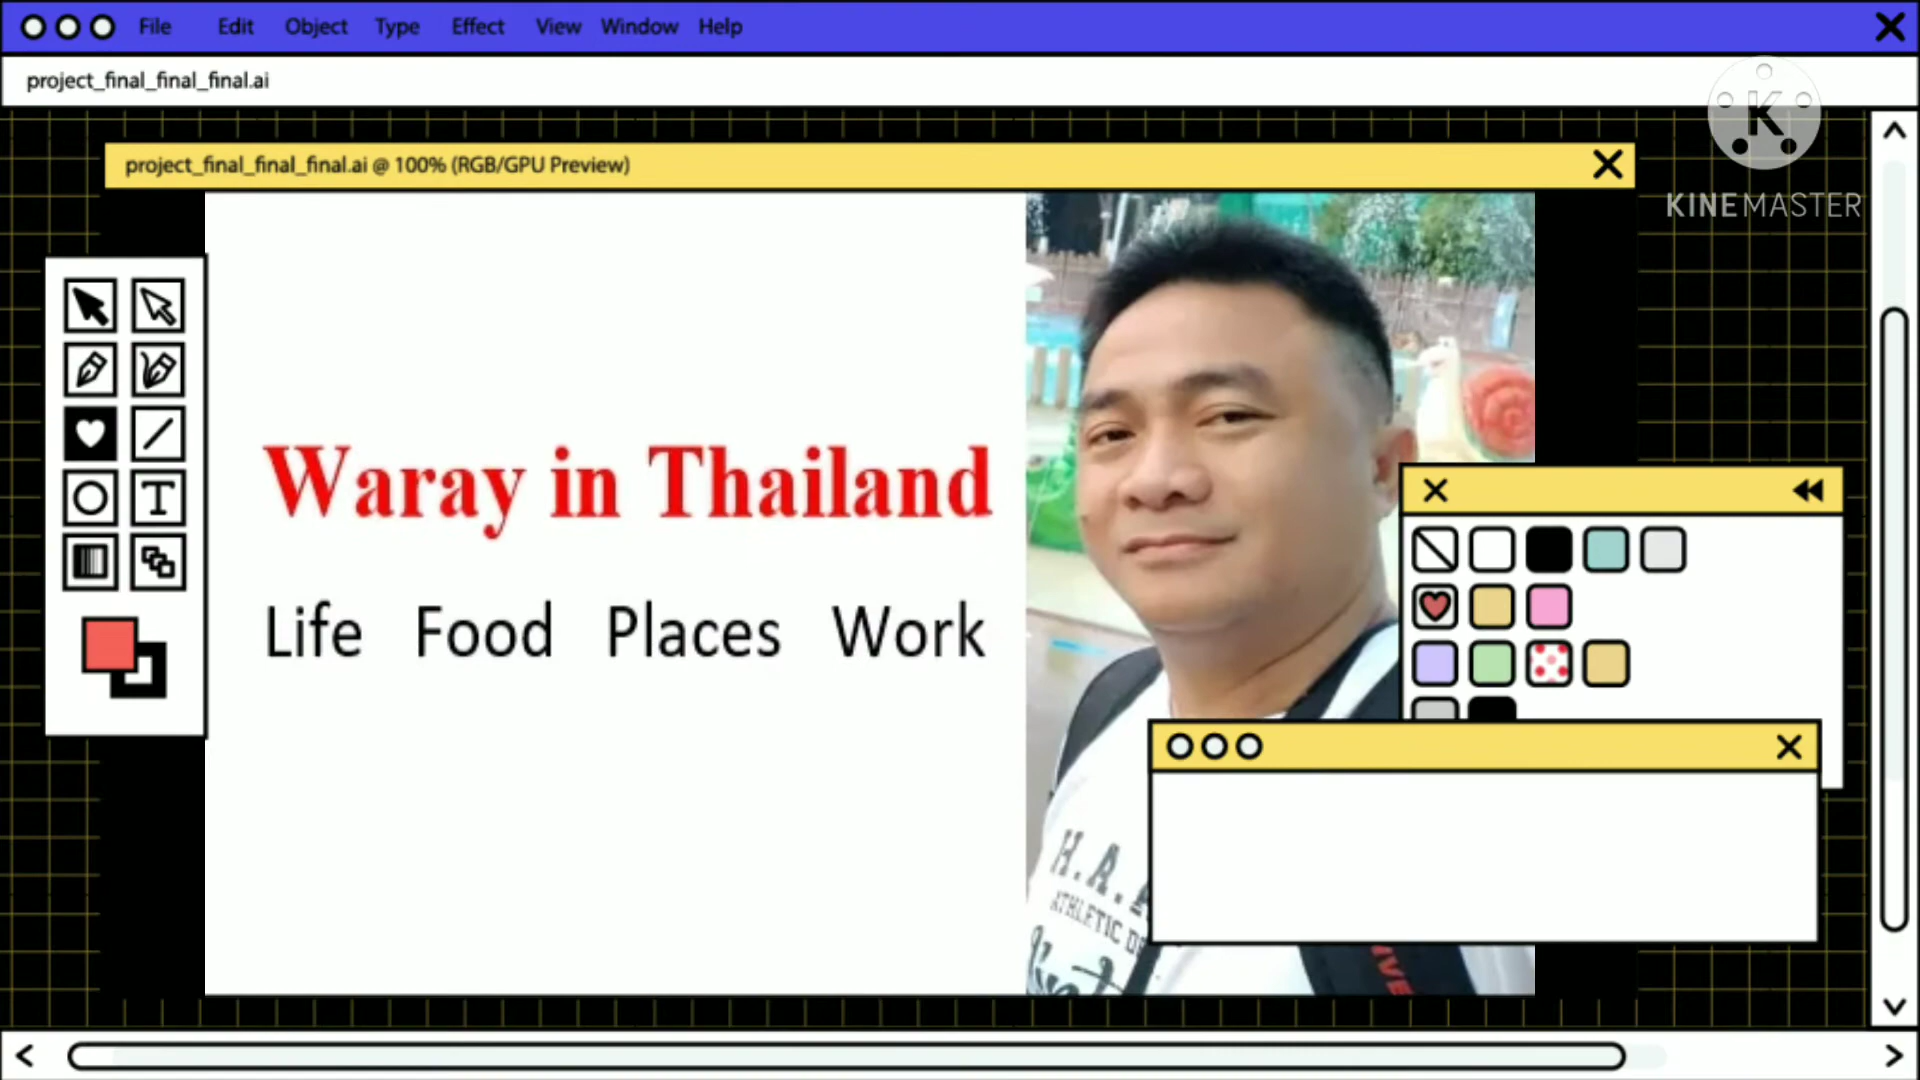 File Edit Object Type Effect View Window Help
project_final_final_final.ai
K
KINEMASTER
project_final_final_final.ai @ 100% (RGB/GPU Preview)
T
Waray in Thailand
Life Food Places Work
H.A.
ATHLETIC